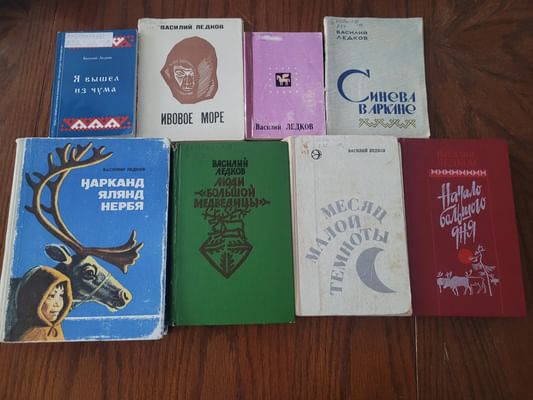 Василий Ледков
Я вышел
из чума
ВАСИЛИЙ ЛЕДКОВ
ИВОВОЕ МОРЕ
Василий ЛЕДКОВ
ВАСИЛИЙ
ЛЕДКОВ
СИНЕВА
В АРКАНЕ
ВАСИЛИЙ ЛЕДКОВ
ӇАРКАНД
ЯЛЯНД
НЕРБЯ
ВАСИЛИЙ
ЛЕДКОВ
ЛЮДИ
БОЛЬШОЙ
МЕДВЕДИЦЫ
ВАСИЛИЙ ЛЕДКОВ
МЕСЯЦ
МАЛОЙ
ТЕМНОТЫ
ВАСИЛИЙ
ЛЕДКОВ
Начало
большого
дня